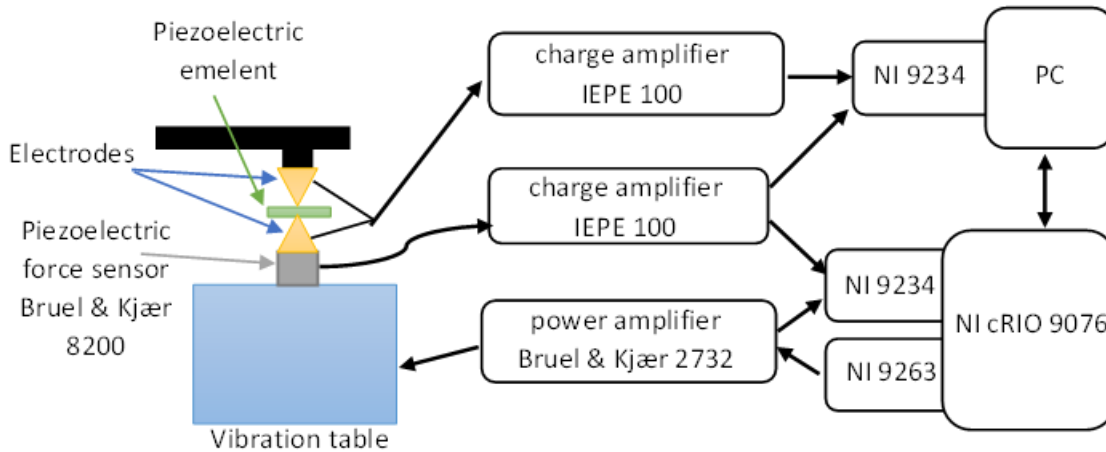 Piezoelectric
emelent
Electrodes
Piezoelectric
force sensor
Bruel & Kjær
8200
Vibration table
charge amplifier
IEPE 100
charge amplifier
IEPE 100
power amplifier
Bruel & Kjær 2732
NI 9234
PC
NI 9234
NI 9263
NI cRIO 9076